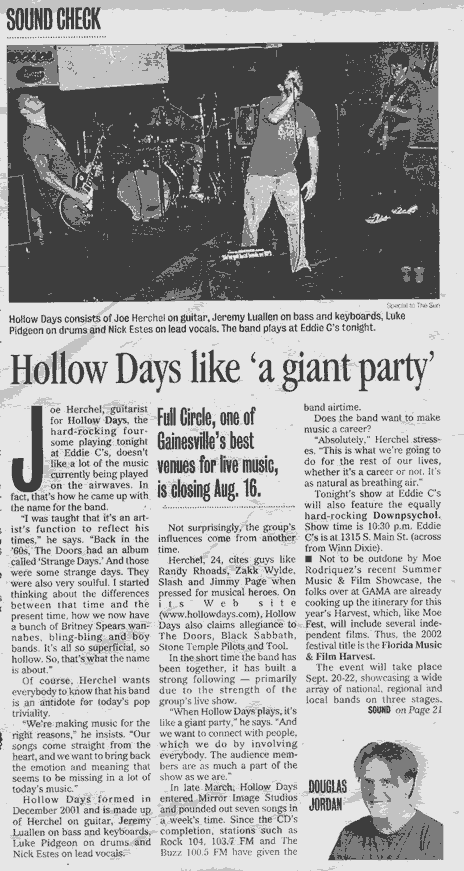 SOUND CHECK
Special to The Sun
Hollow Days consists of Joe Herchel on guitar, Jeremy Luallen on bass and keyboards, Luke
Pidgeon on drums and Nick Estes on lead vocals. The band plays at Eddie C's tonight.
Hollow Days like 'a giant party'
Joe Herchel, guitarist
for Hollow Days, the
hard-rocking four-
some playing tonight
at Eddie C's, doesn't
like a lot of the music
currently being played
on the airwaves. In
fact, that's how he came up with
the name for the band.
"I was taught that it's an art-
ist's function to reflect his
times," he says. "Back in the
'60s, The Doors had an album
called 'Strange Days.' And those
were some strange days. They
were also very soulful. I started
thinking about the differences
between that time and the
present time, how we now have
a bunch of Britney Spears wan-
nabes, bling-bling and boy
bands. It's all so superficial, so
hollow. So, that's what the name
is about."
Of course, Herchel wants
everybody to know that his band
is an antidote for today's pop
triviality.
"We're making music for the
right reasons," he insists. "Our
songs come straight from the
heart, and we want to bring back
the emotion and meaning that
seems to be missing in a lot of
today's music."
Hollow Days formed in
December 2001 and is made up
of Herchel on guitar, Jeremy
Luallen on bass and keyboards,
Luke Pidgeon on drums and
Nick Estes on lead vocals.
Full Circle, one of
Gainesville's best
venues for live music,
is closing Aug. 16.
Not surprisingly, the group's
influences come from another
time.
Herchel, 24, cites guys like
Randy Rhoads, Zakk Wylde,
Slash and Jimmy Page when
pressed for musical heroes. On
its Web site
(www.hollowdays.com), Hollow
Days also claims allegiance to
The Doors, Black Sabbath,
Stone Temple Pilots and Tool.
In the short time the band has
been together, it has built a
strong following — primarily
due to the strength of the
group's live show.
"When Hollow Days plays, it's
like a giant party," he says. "And
we want to connect with people,
which we do by involving
everybody. The audience mem-
bers are as much a part of the
show as we are."
In late March, Hollow Days
entered Mirror Image Studios
and pounded out seven songs in
a week's time. Since the CD's
completion, stations such as
Rock 104, 103.7 FM and The
Buzz 100.5 FM have given the
band airtime.
Does the band want to make
music a career?
"Absolutely," Herchel stress-
es. "This is what we're going to
do for the rest of our lives,
whether it's a career or not. It's
as natural as breathing air."
Tonight's show at Eddie C's
will also feature the equally
hard-rocking Downpsychol.
Show time is 10:30 p.m. Eddie
C's is at 1315 S. Main St. (across
from Winn Dixie).
■ Not to be outdone by Moe
Rodriquez's recent Summer
Music & Film Showcase, the
folks over at GAMA are already
cooking up the itinerary for this
year's Harvest, which, like Moe
Fest, will include several inde-
pendent films. Thus, the 2002
festival title is the Florida Music
& Film Harvest.
The event will take place
Sept. 20-22, showcasing a wide
array of national, regional and
local bands on three stages.
SOUND on Page 21
DOUGLAS
JORDAN